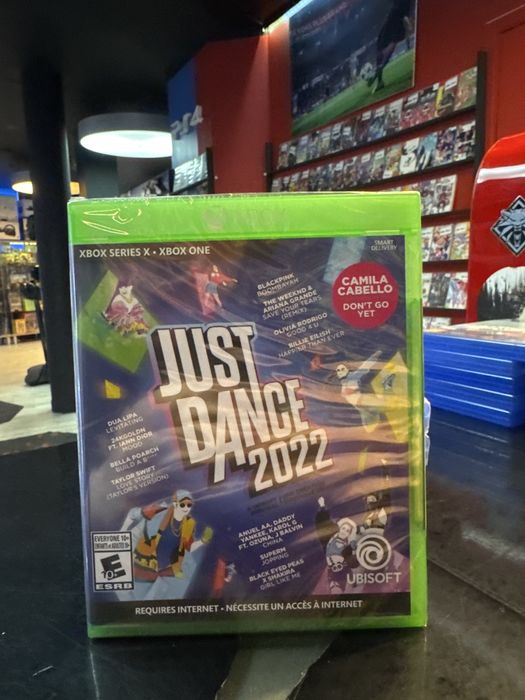 PS4
XBOX SERIES X • XBOX ONE
SMART
DELIVERY
BLACKPINK
BOOMBAYAH
THE WEEKND &
ARIANA GRANDE
SAVE YOUR TEARS
(REMIX)
OLIVIA RODRIGO
GOOD 4 U
BILLIE EILISH
HAPPIER THAN EVER
CAMILA
CABELLO
DON'T GO
YET
JUST
DANCE
2022
DUA LIPA
LEVITATING
24KGOLDN
FT. IANN DIOR
MOOD
BELLA POARCH
BUILD A B
TAYLOR SWIFT
LOVE STORY
(TAYLOR'S VERSION)
ANUEL AA, DADDY
YANKEE, KAROL G
FT. OZUNA, J BALVIN
CHINA
SUPERM
JOPPING
BLACK EYED PEAS
X SHAKIRA
GIRL LIKE ME
EVERYONE 10+
E
10+
ESRB
UBISOFT
REQUIRES INTERNET • NÉCESSITE UN ACCÈS À INTERNET